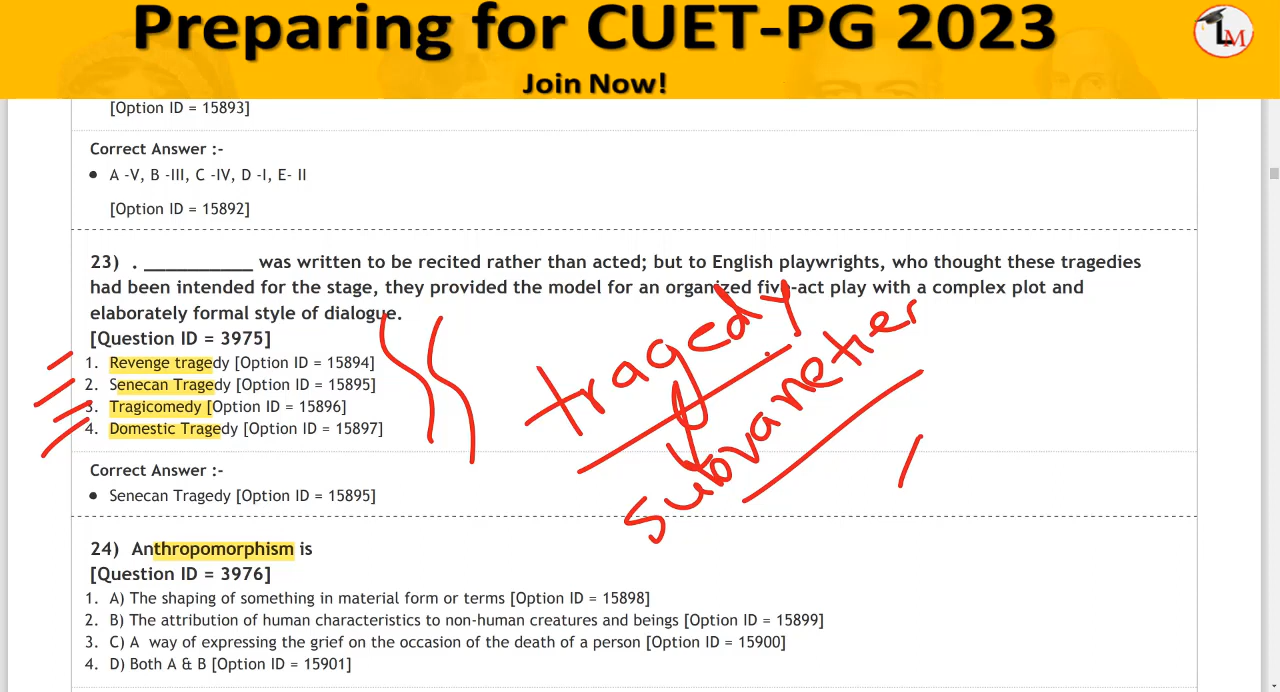 Preparing for CUET-PG 2023
Join Now!
LM
[Option ID = 15893]
Correct Answer :-
• A -V, B -III, C -IV, D -I, E- II
[Option ID = 15892]
23) . __________ was written to be recited rather than acted; but to English playwrights, who thought these tragedies
had been intended for the stage, they provided the model for an organized five-act play with a complex plot and
elaborately formal style of dialogue.
[Question ID = 3975]
1. Revenge tragedy [Option ID = 15894]
2. Senecan Tragedy [Option ID = 15895]
3. Tragicomedy [Option ID = 15896]
4. Domestic Tragedy [Option ID = 15897]
tragedy
subvarietier
Correct Answer :-
• Senecan Tragedy [Option ID = 15895]
24) Anthropomorphism is
[Question ID = 3976]
1. A) The shaping of something in material form or terms [Option ID = 15898]
2. B) The attribution of human characteristics to non-human creatures and beings [Option ID = 15899]
3. C) A way of expressing the grief on the occasion of the death of a person [Option ID = 15900]
4. D) Both A & B [Option ID = 15901]